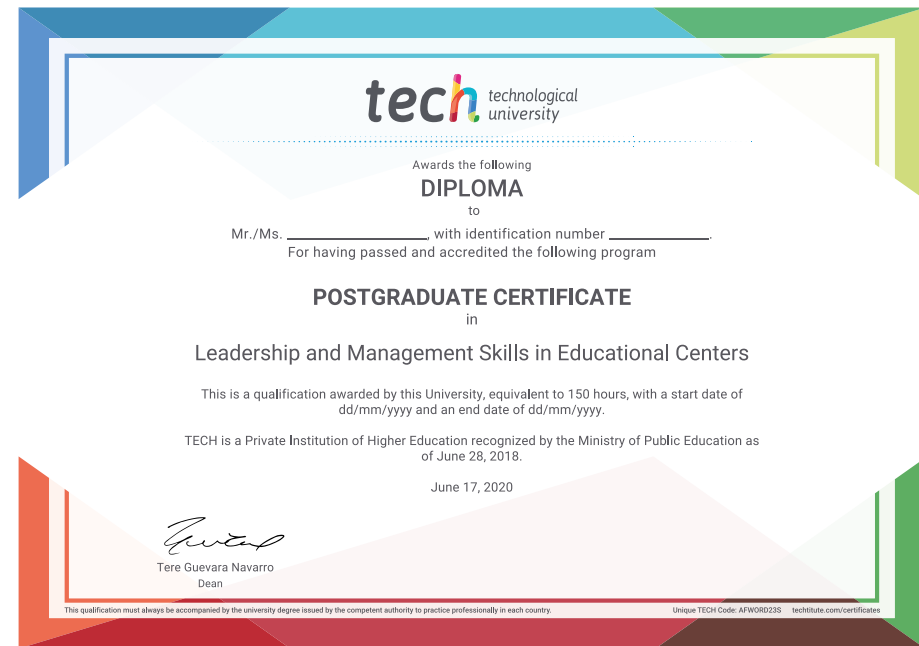 tech technological
university
Awards the following
DIPLOMA
to
Mr./Ms. ____________________, with identification number ______________.
For having passed and accredited the following program
POSTGRADUATE CERTIFICATE
in
Leadership and Management Skills in Educational Centers
This is a qualification awarded by this University, equivalent to 150 hours, with a start date of
dd/mm/yyyy and an end date of dd/mm/yyyy.
TECH is a Private Institution of Higher Education recognized by the Ministry of Public Education as
of June 28, 2018.
June 17, 2020
Tere Guevara Navarro
Dean
This qualification must always be accompanied by the university degree issued by the competent authority to practice professionally in each country.
Unique TECH Code: AFWORD23S techtitute.com/certificates